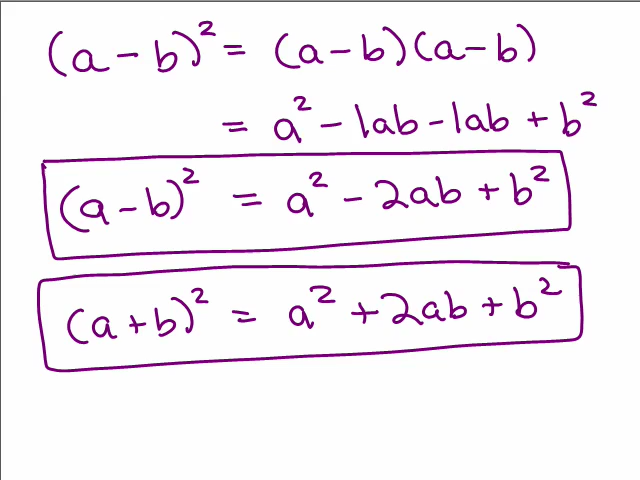 (a - b)² = (a - b)(a - b)
= a² - 1ab - 1ab + b²
(a - b)² = a² - 2ab + b²
(a + b)² = a² + 2ab + b²